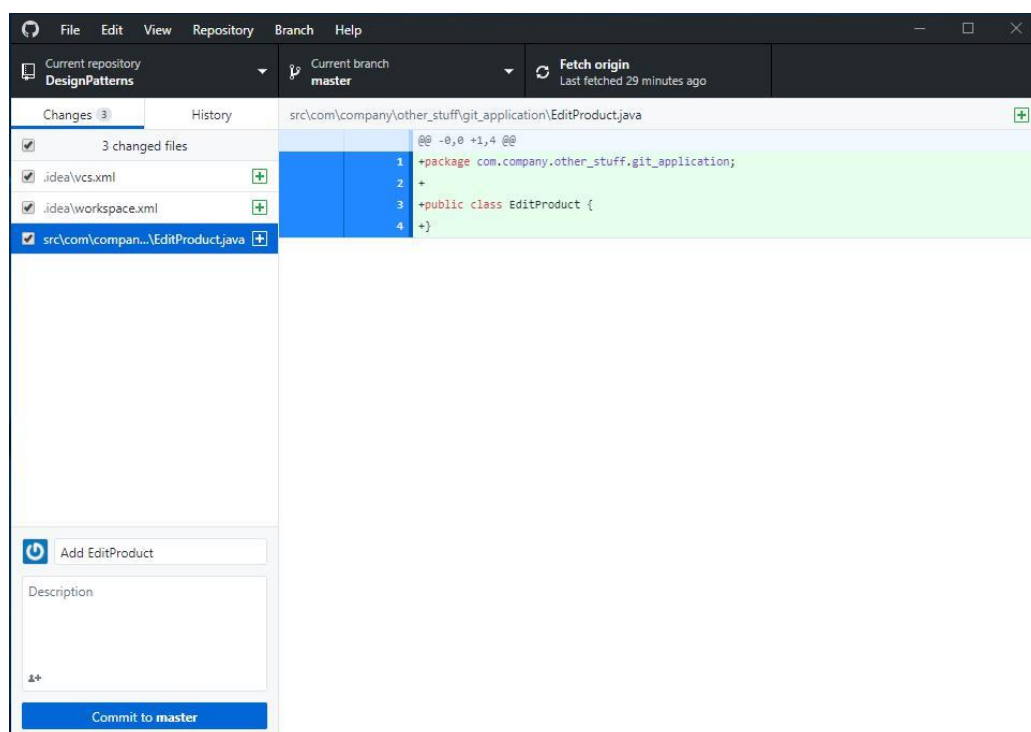 File Edit View Repository Branch Help
Current repository
DesignPatterns
Current branch
master
Fetch origin
Last fetched 29 minutes ago
Changes 3 History
src\com\company\other_stuff\git_application\EditProduct.java
3 changed files
.idea\vcs.xml
.idea\workspace.xml
src\com\compan...\EditProduct.java
@@ -0,0 +1,4 @@
1 +package com.company.other_stuff.git_application;
2 +
3 +public class EditProduct {
4 +}
Add EditProduct
Description
Commit to master